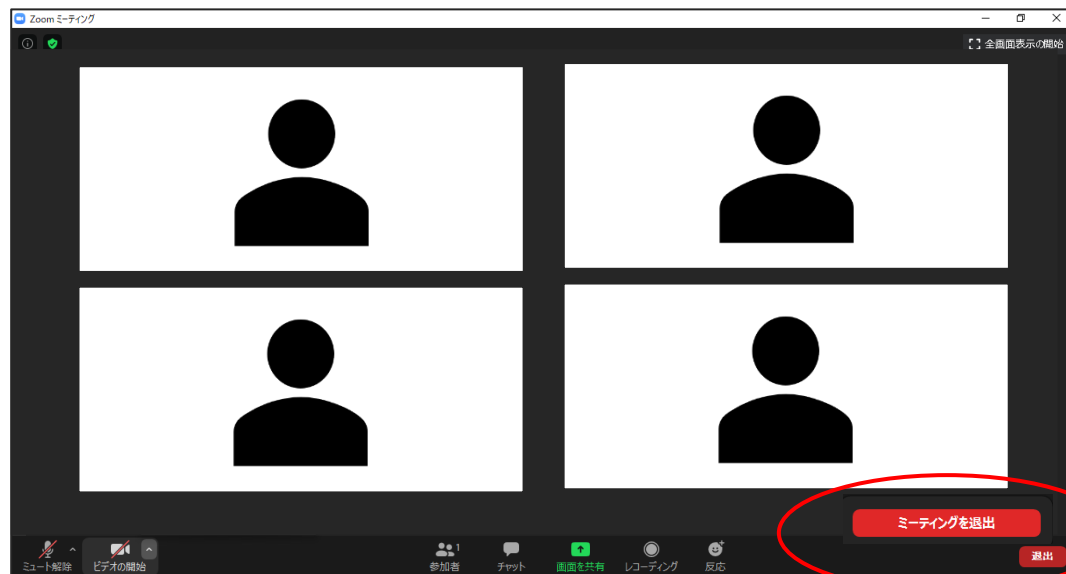 Zoom ミーティング
全画面表示の開始
ミーティングを退出
1
ミュート解除 ビデオの開始 参加者 チャット 画面を共有 レコーディング 反応 退出